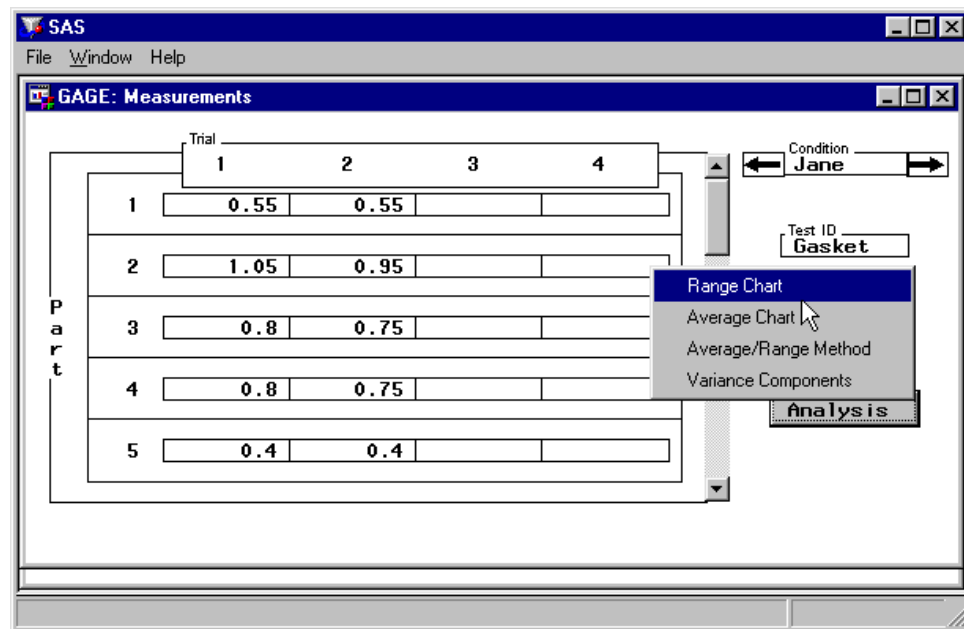 SAS
File Window Help
GAGE: Measurements
Trial
1 2 3 4
Condition
Jane
1 0.55 0.55
Test ID
Gasket
2 1.05 0.95
Part
3 0.8 0.75
4 0.8 0.75
5 0.4 0.4
Range Chart
Average Chart
Average/Range Method
Variance Components
Analysis